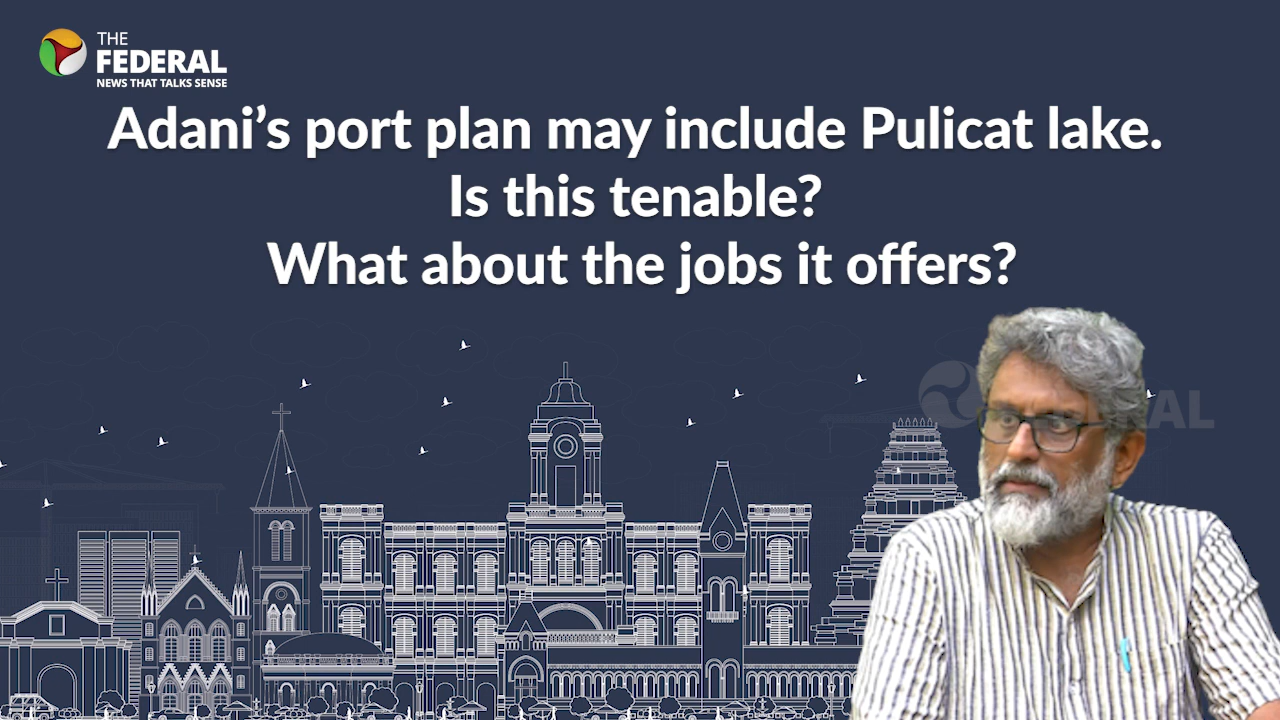 THE
FEDERAL
NEWS THAT TALKS SENSE
Adani's port plan may include Pulicat lake.
Is this tenable?
What about the jobs it offers?